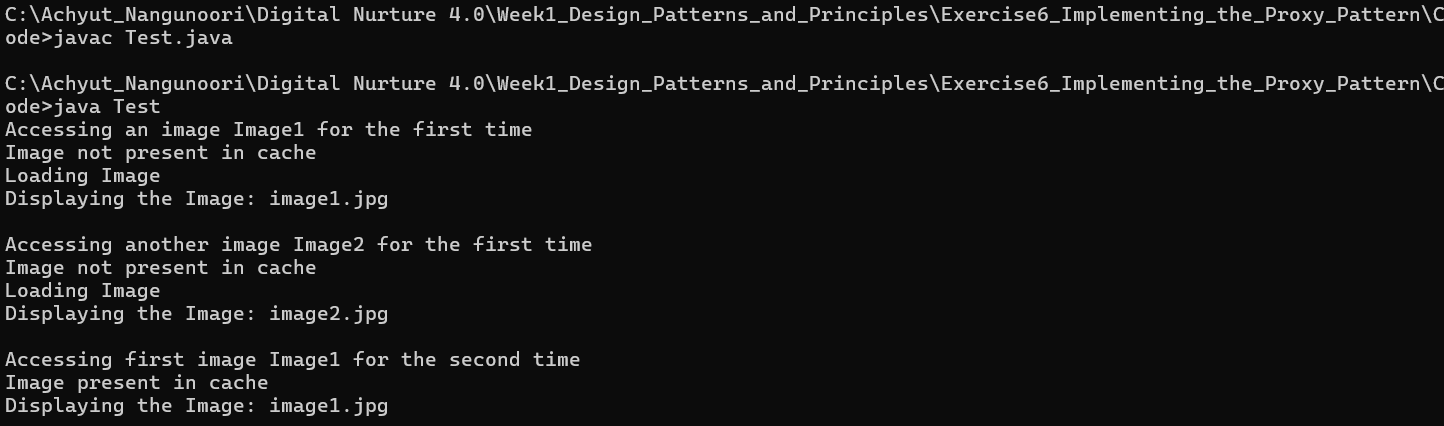 C:\Achyut_Nangunoori\Digital Nurture 4.0\Week1_Design_Patterns_and_Principles\Exercise6_Implementing_the_Proxy_Pattern\C
ode>javac Test.java
C:\Achyut_Nangunoori\Digital Nurture 4.0\Week1_Design_Patterns_and_Principles\Exercise6_Implementing_the_Proxy_Pattern\C
ode>java Test
Accessing an image Image1 for the first time
Image not present in cache
Loading Image
Displaying the Image: image1.jpg
Accessing another image Image2 for the first time
Image not present in cache
Loading Image
Displaying the Image: image2.jpg
Accessing first image Image1 for the second time
Image present in cache
Displaying the Image: image1.jpg